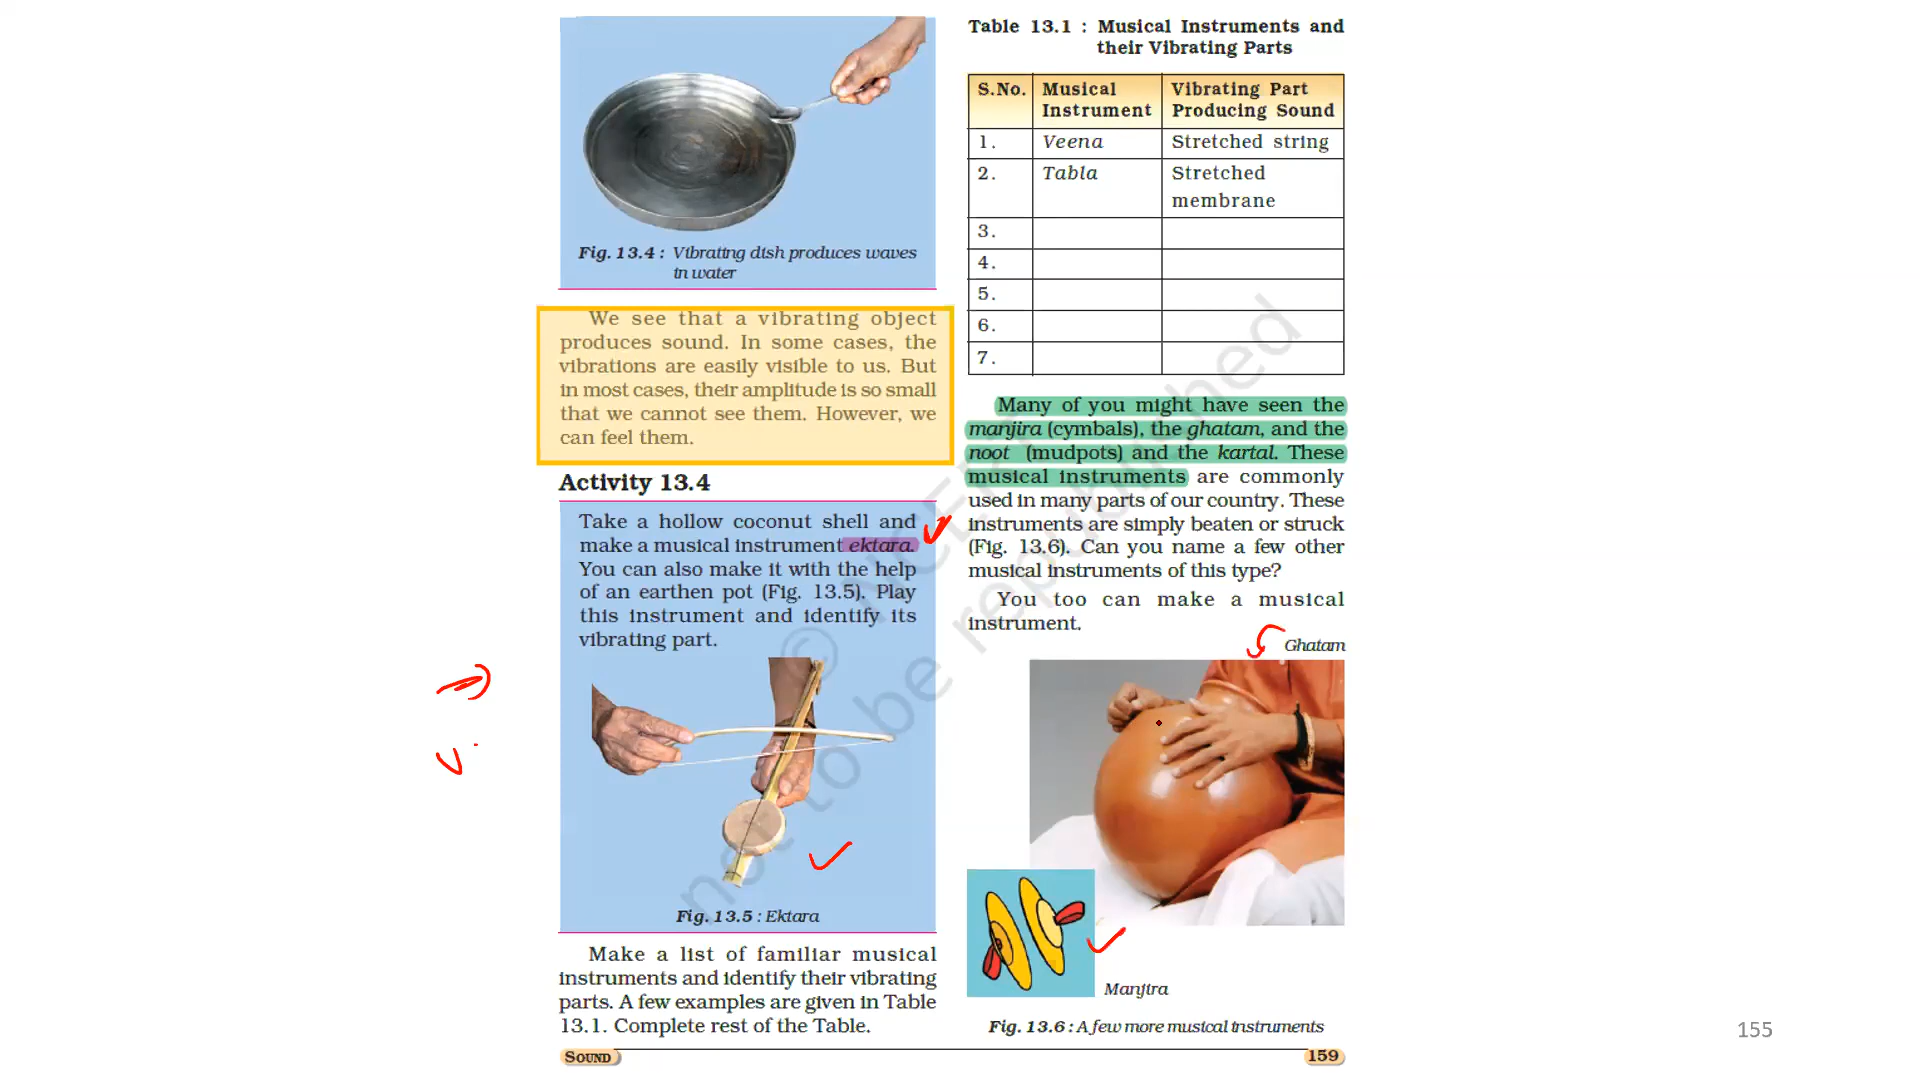 Fig. 13.4 : Vibrating dish produces waves
in water
We see that a vibrating object
produces sound. In some cases, the
vibrations are easily visible to us. But
in most cases, their amplitude is so small
that we cannot see them. However, we
can feel them.
Activity 13.4
Take a hollow coconut shell and
make a musical instrument ektara.
You can also make it with the help
of an earthen pot (Fig. 13.5). Play
this instrument and identify its
vibrating part.
Fig. 13.5 : Ektara
Make a list of familiar musical
instruments and identify their vibrating
parts. A few examples are given in Table
13.1. Complete rest of the Table.
SOUND
Table 13.1 : Musical Instruments and
their Vibrating Parts
S.No. Musical Instrument Vibrating Part Producing Sound
1. Veena Stretched string
2. Tabla Stretched membrane
3.
4.
5.
6.
7.
Many of you might have seen the
manjira (cymbals), the ghatam, and the
noot (mudpots) and the kartal. These
musical instruments are commonly
used in many parts of our country. These
instruments are simply beaten or struck
(Fig. 13.6). Can you name a few other
musical instruments of this type?
You too can make a musical
instrument.
Ghatam
Manjira
Fig. 13.6 : A few more musical instruments
159
155
© NCERT
not to be republished